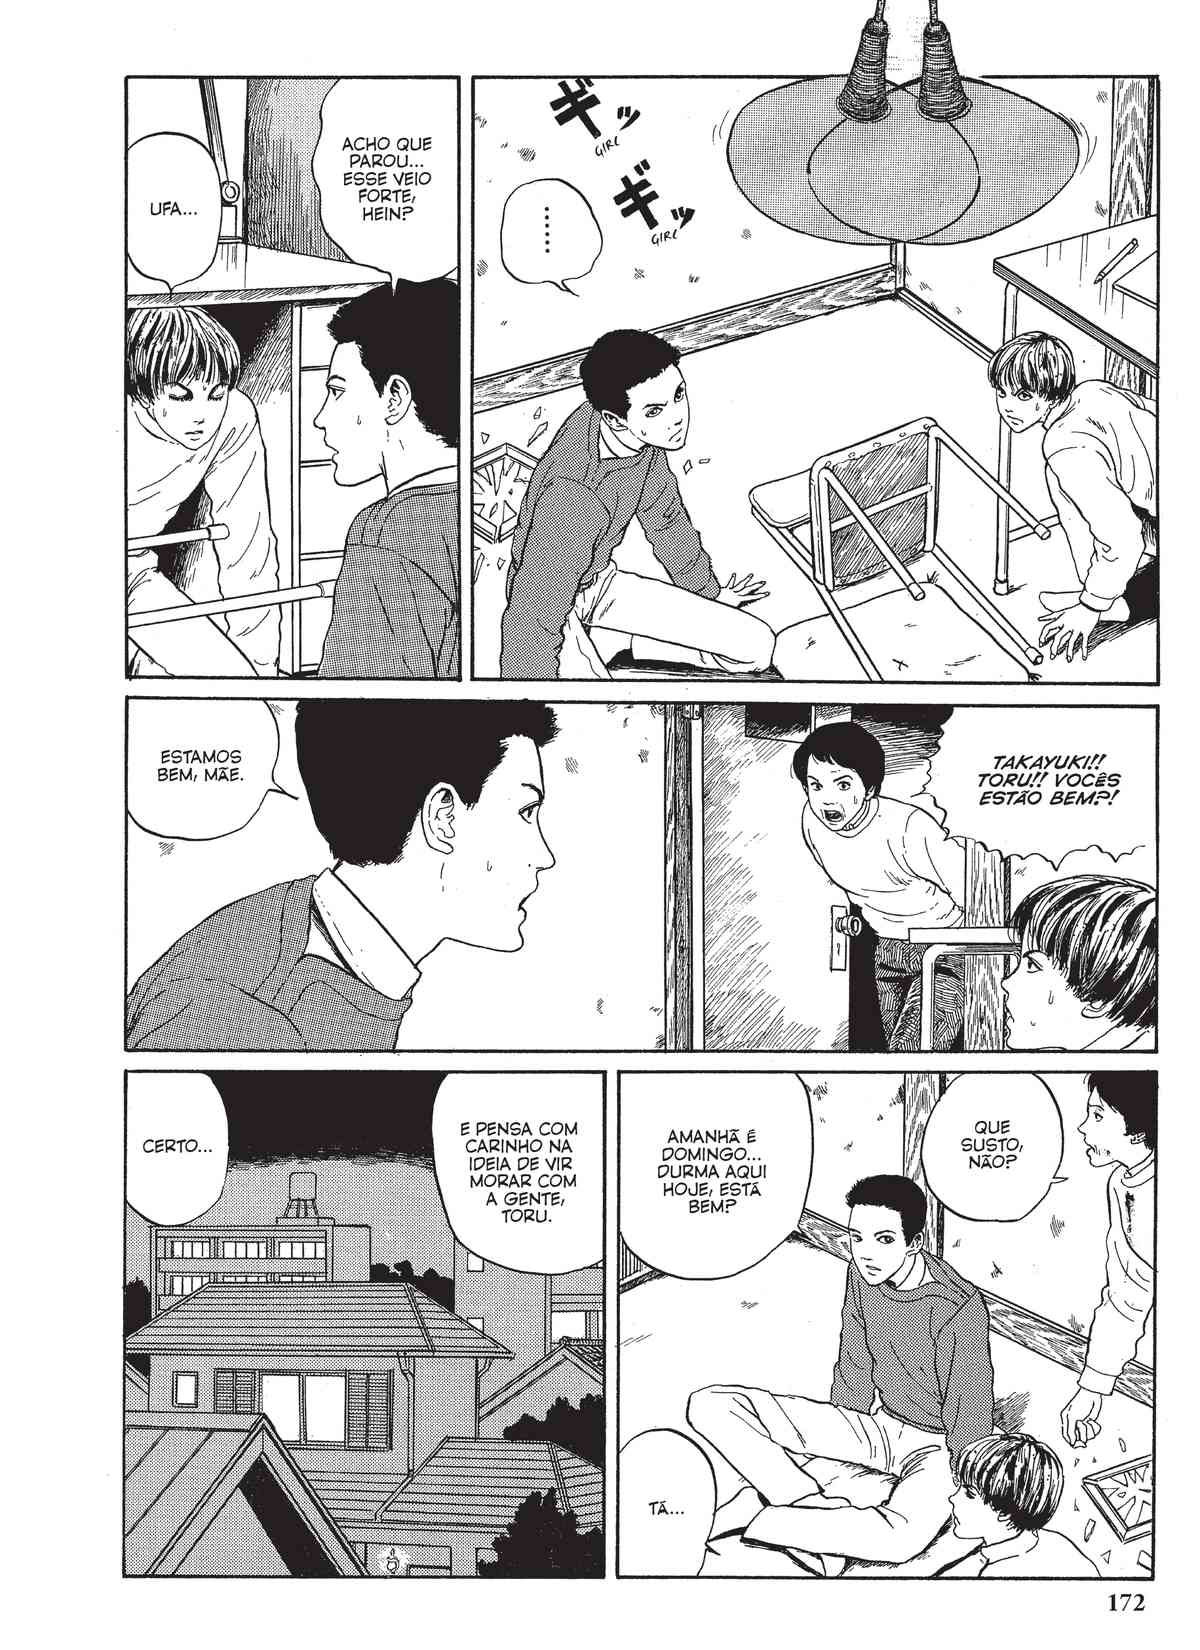 ギッ
GIRL
ギッ
GIRL
......
ACHO QUE
PAROU...
ESSE VEIO
FORTE,
HEIN?
UFA...
TAKAYUKI!!
TORU!! VOCÊS
ESTÃO BEM?!
ESTAMOS
BEM, MÃE.
QUE
SUSTO,
NÃO?
AMANHÃ É
DOMINGO...
DURMA AQUI
HOJE, ESTÁ
BEM?
TÁ...
E PENSA COM
CARINHO NA
IDEIA DE VIR
MORAR COM
A GENTE,
TORU.
CERTO...
172